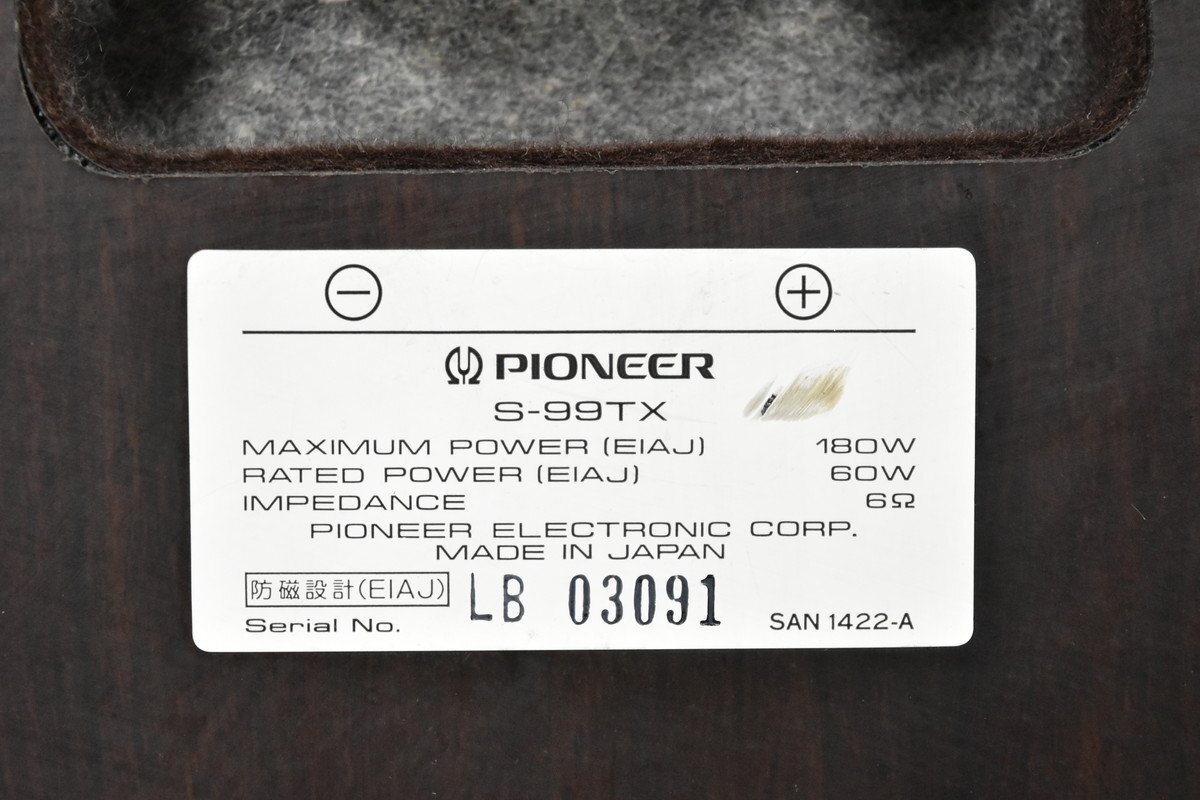 ⊖ ⊕
PIONEER
S-99TX
MAXIMUM POWER (EIAJ) 180W
RATED POWER (EIAJ) 60W
IMPEDANCE 6Ω
PIONEER ELECTRONIC CORP.
MADE IN JAPAN
防磁設計(EIAJ) LB 03091
Serial No. SAN 1422-A